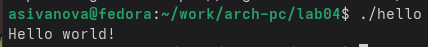 asivanova@fedora:~/work/arch-pc/lab04$ ./hello
Hello world!